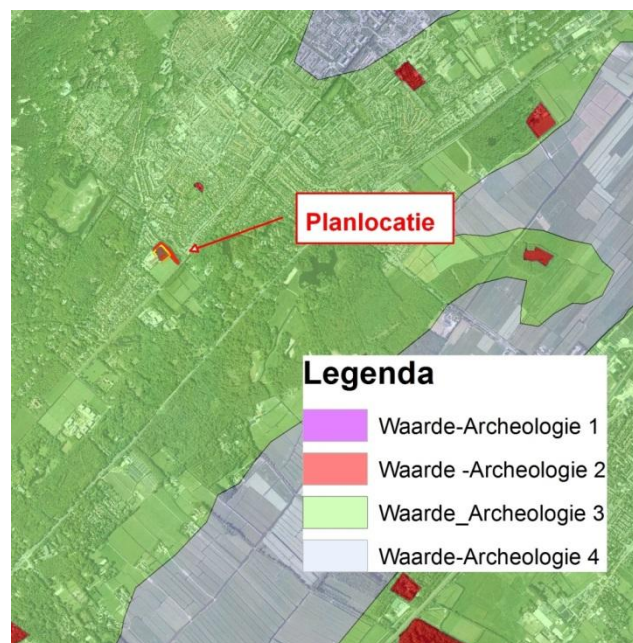 Planlocatie
Legenda
Waarde-Archeologie 1
Waarde -Archeologie 2
Waarde_Archeologie 3
Waarde-Archeologie 4